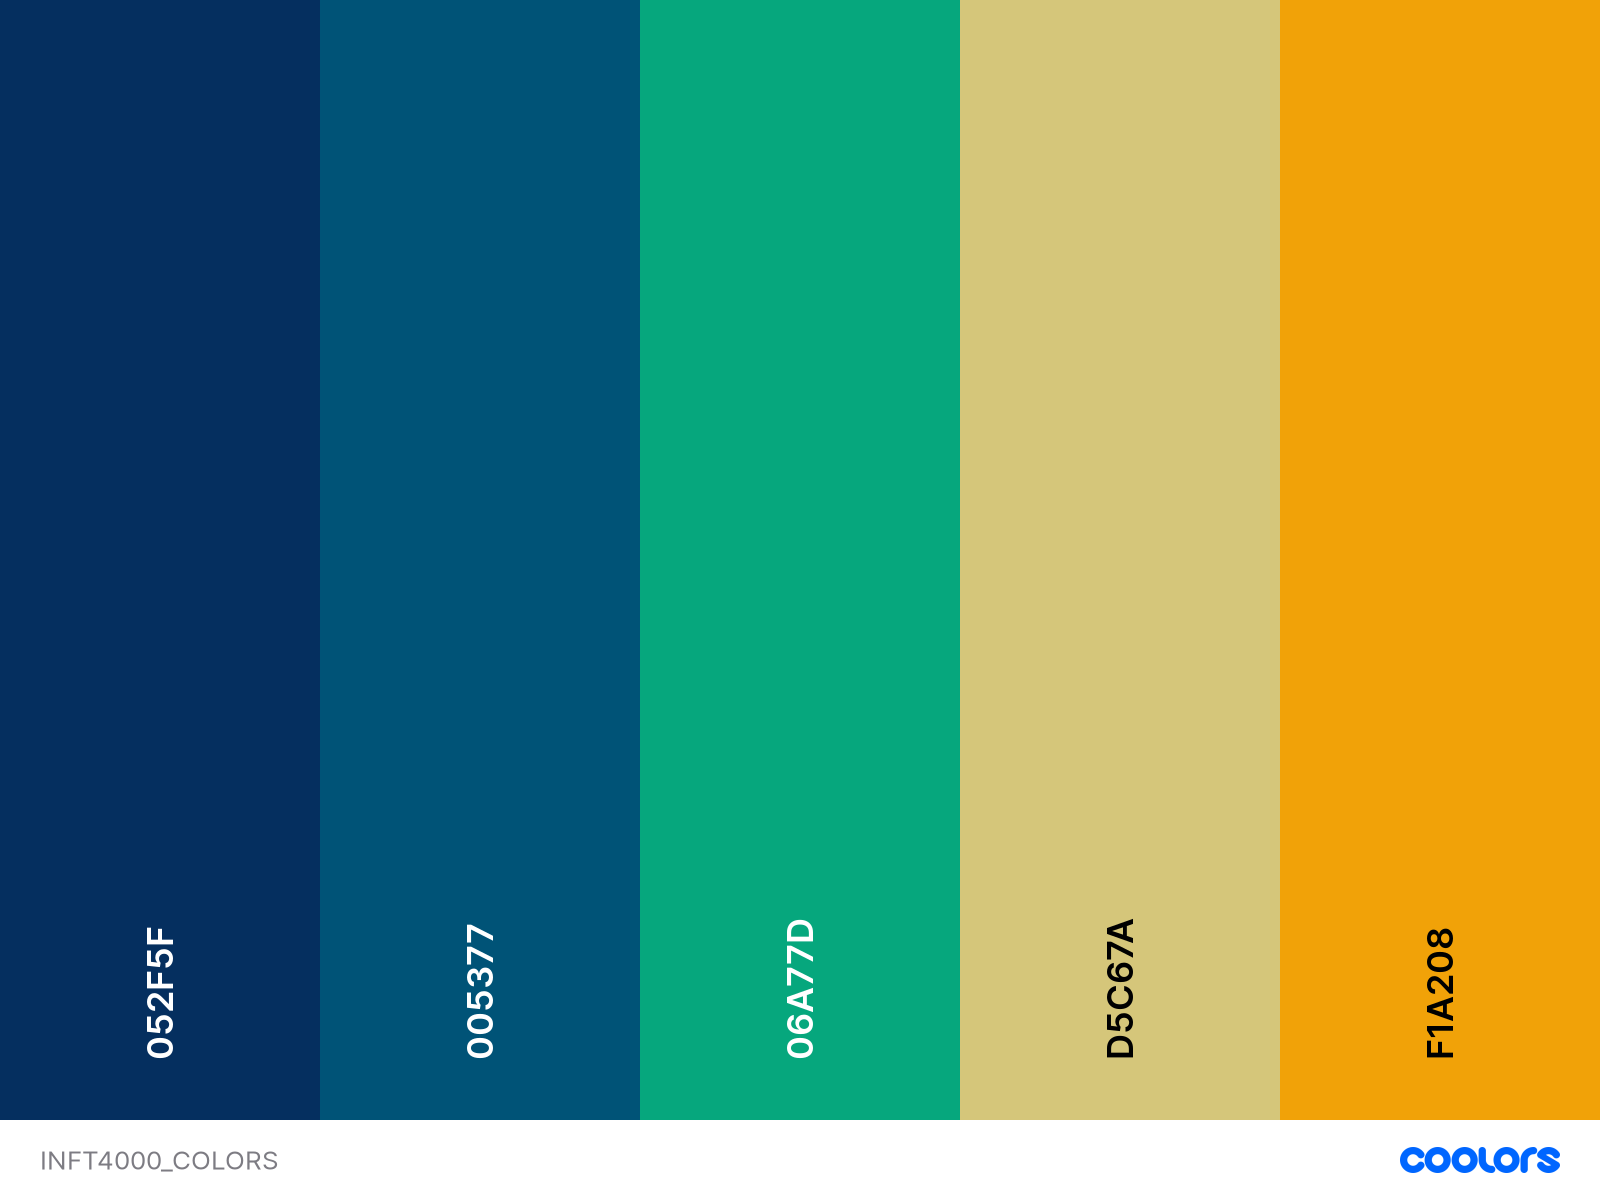 052F5F
005377
06A77D
D5C67A
F1A208
INFT4000_COLORS
coolors